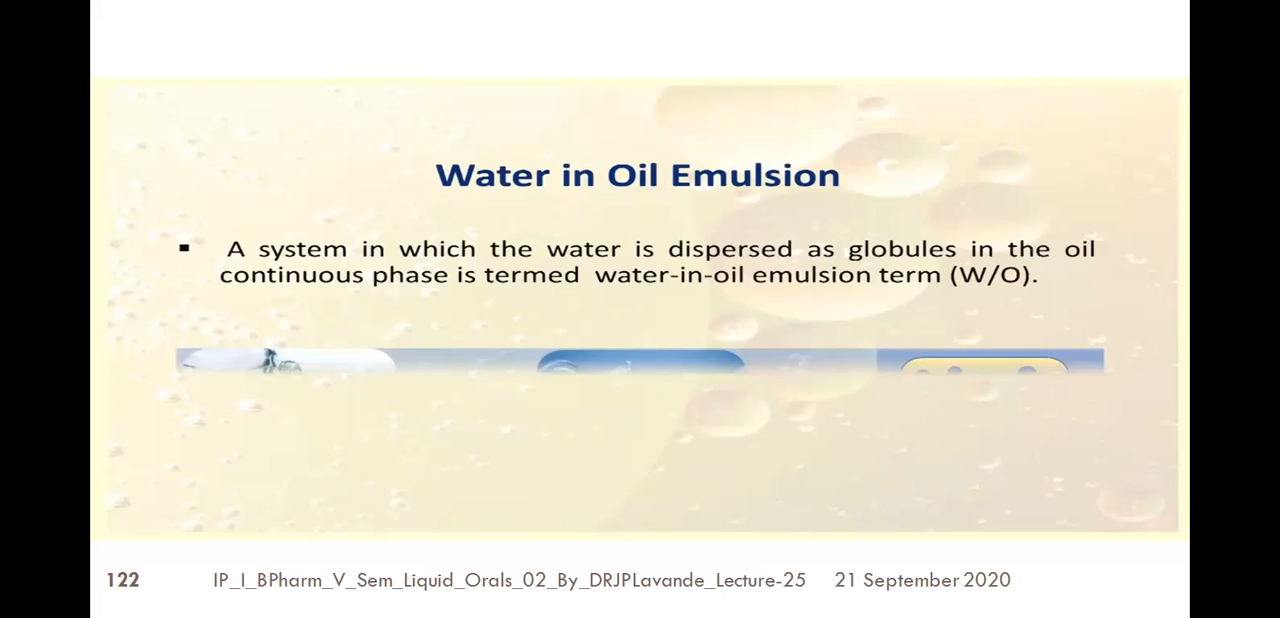 Water in Oil Emulsion
▪ A system in which the water is dispersed as globules in the oil
continuous phase is termed water-in-oil emulsion term (W/O).
122 IP_I_BPharm_V_Sem_Liquid_Orals_02_By_DRJPLavande_Lecture-25 21 September 2020